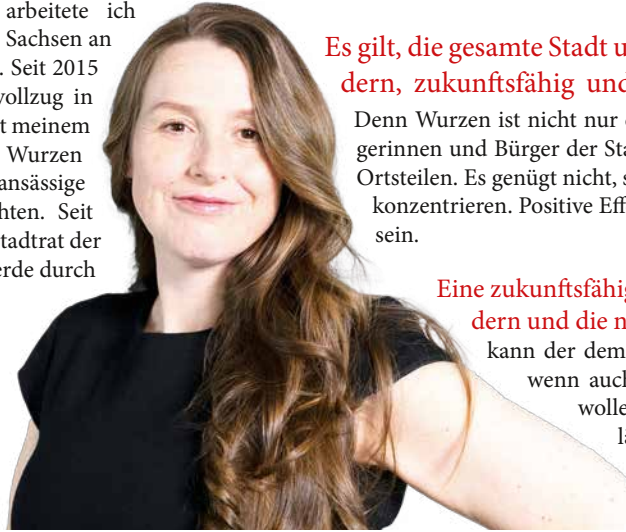 arbeitete ich
Sachsen an
. Seit 2015
vollzug in
t meinem
Wurzen
ansässige
hten. Seit
tadtrat der
erde durch
Es gilt, die gesamte Stadt u
dern, zukunftsfähig und
Denn Wurzen ist nicht nur
gerinnen und Bürger der Sta
Ortsteilen. Es genügt nicht, s
konzentrieren. Positive Eff
sein.
Eine zukunftsfähig
dern und die n
kann der dem
wenn auch
wolle
lä